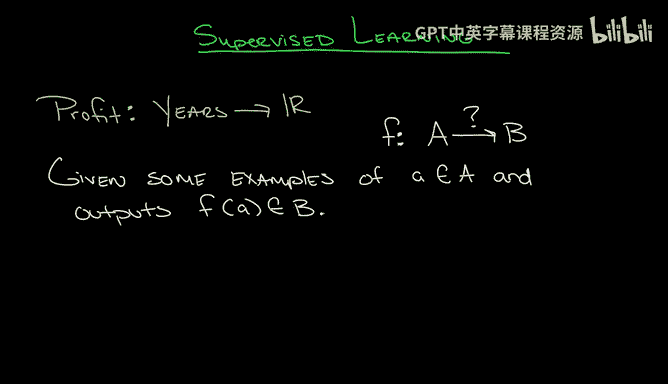 SUPERVISED LEARNING
GPT中英字幕课程资源 bilibili
Profit: YEARS → ℝ
f: A →? B
GIVEN SOME EXAMPLES OF a ∈ A and
outputs f(a) ∈ B.